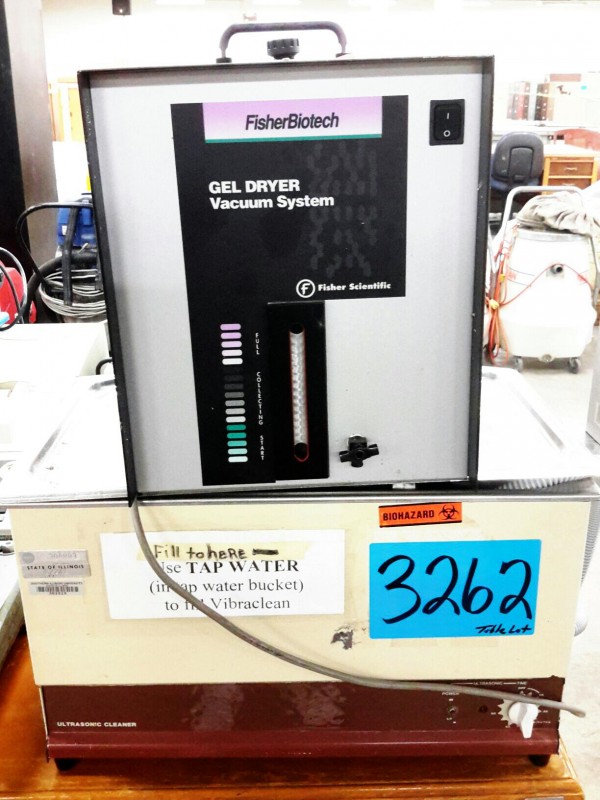 FisherBiotech
I
O
GEL DRYER
Vacuum System
Fisher Scientific
FULL
COLLECTING
START
BIOHAZARD
Fill to here —
Use TAP WATER
(in tap water bucket)
to fill Vibraclean
STATE OF ILLINOIS
3262
Table Lot
ULTRASONIC
TIME
POWER
ULTRASONIC CLEANER